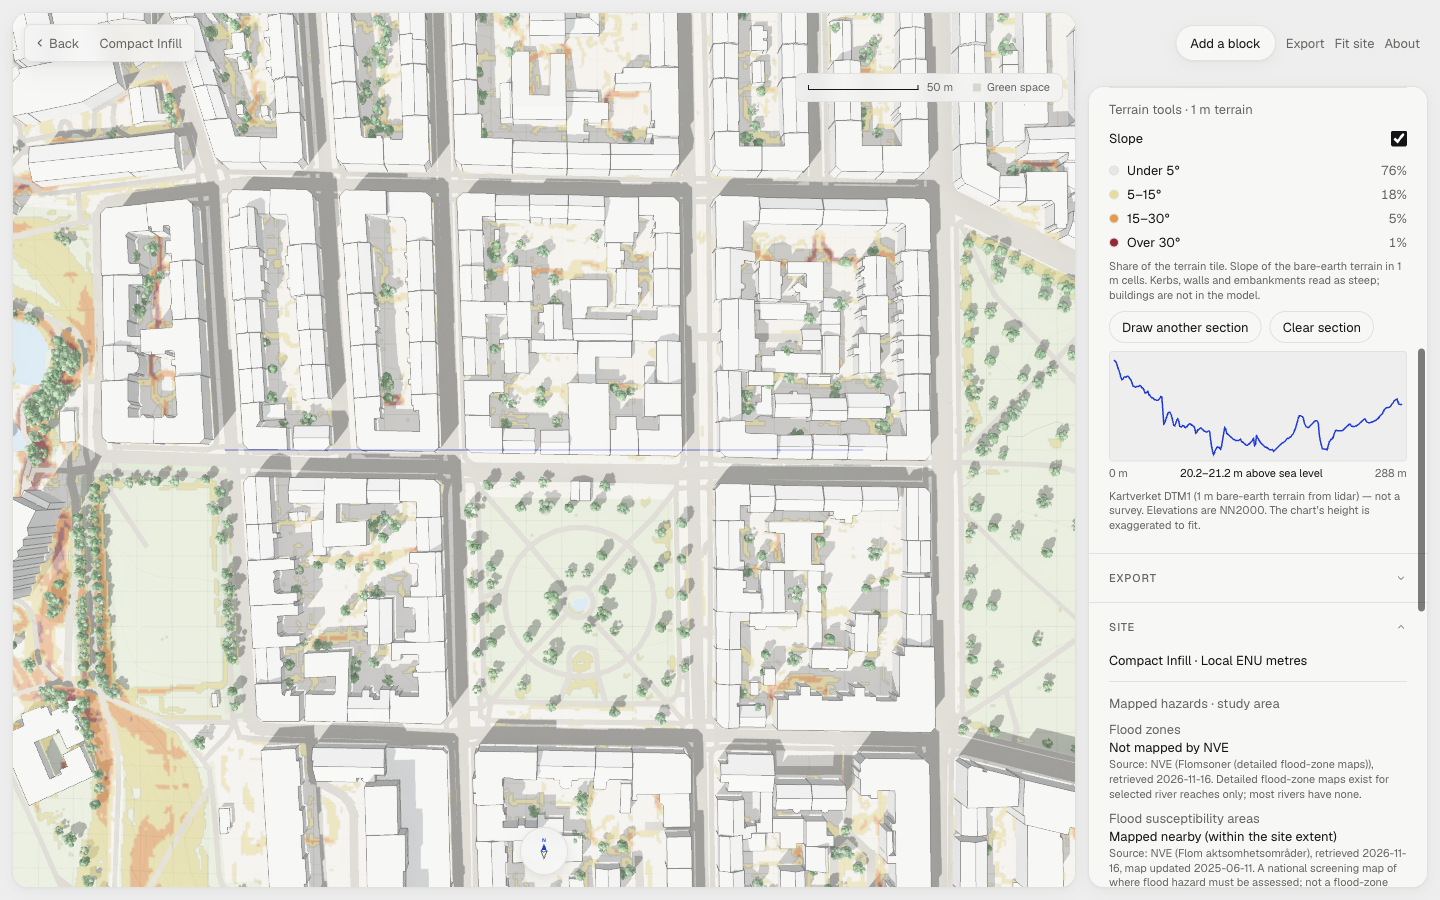 Back
Compact Infill
Add a block
Export
Fit site
About
50 m
Green space
Terrain tools · 1 m terrain
Slope
Under 5° 76%
5–15° 18%
15–30° 5%
Over 30° 1%
Share of the terrain tile. Slope of the bare-earth terrain in 1
m cells. Kerbs, walls and embankments read as steep;
buildings are not in the model.
Draw another section
Clear section
0 m
20.2–21.2 m above sea level
288 m
Kartverket DTM1 (1 m bare-earth terrain from lidar) — not a
survey. Elevations are NN2000. The chart's height is
exaggerated to fit.
EXPORT
SITE
Compact Infill · Local ENU metres
Mapped hazards · study area
Flood zones
Not mapped by NVE
Source: NVE (Flomsoner (detailed flood-zone maps)),
retrieved 2026-11-16. Detailed flood-zone maps exist for
selected river reaches only; most rivers have none.
Flood susceptibility areas
Mapped nearby (within the site extent)
Source: NVE (Flom aktsomhetsområder), retrieved 2026-11-
16, map updated 2025-06-11. A national screening map of
where flood hazard must be assessed; not a flood-zone
N